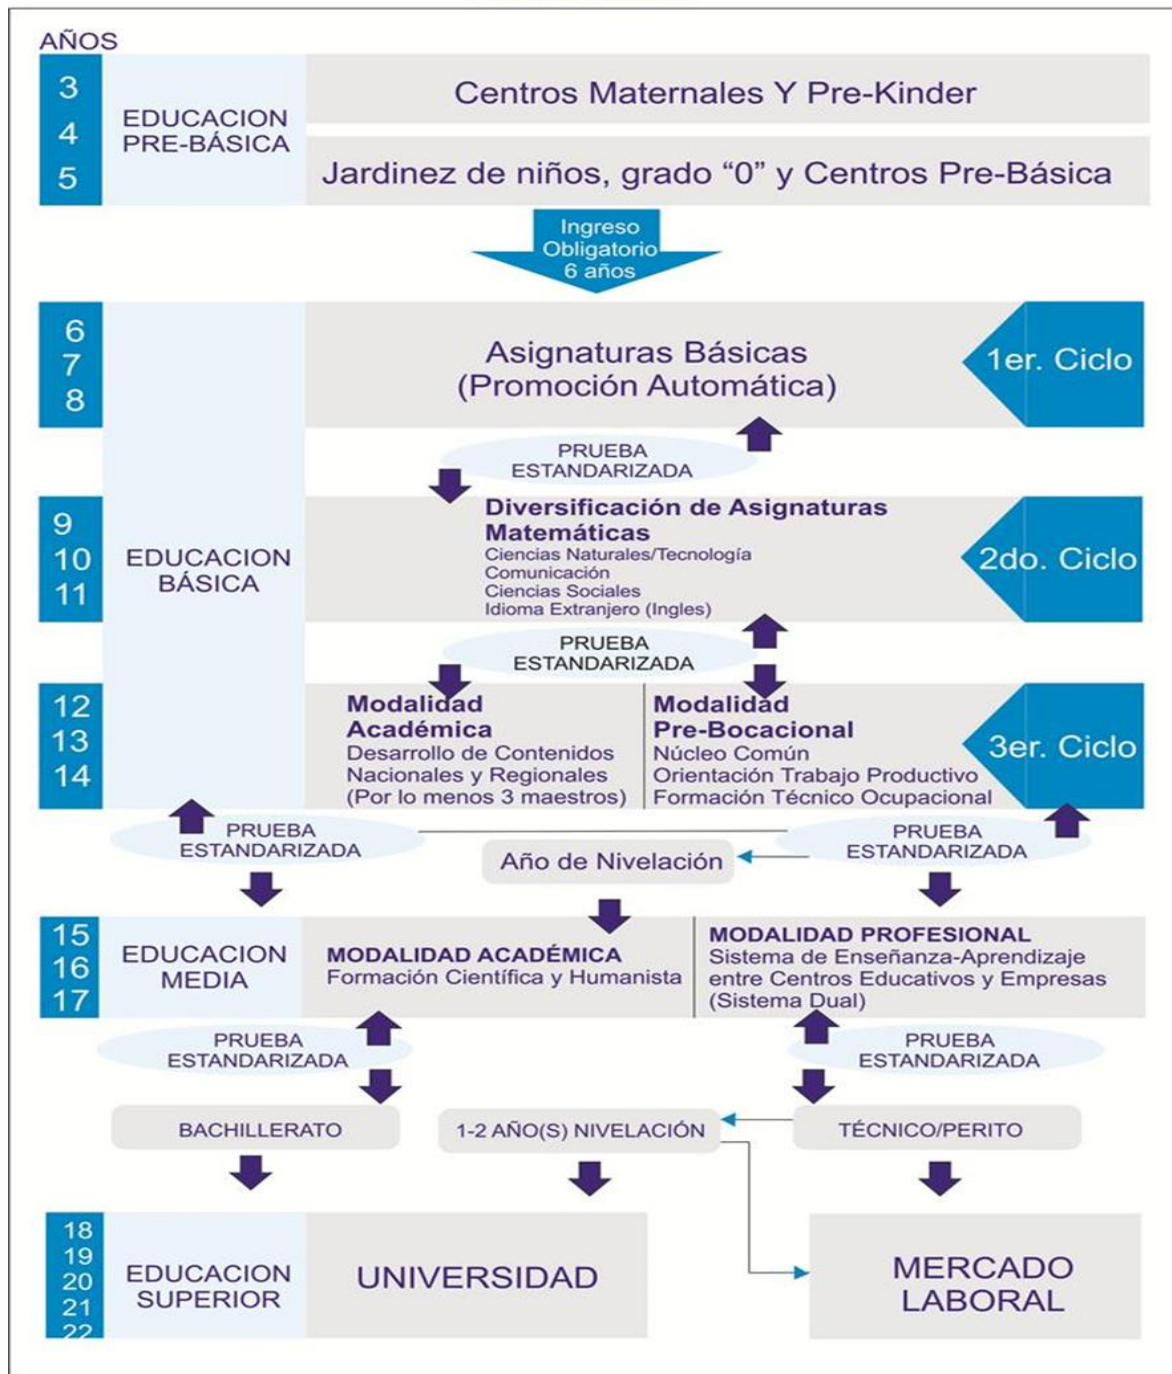 AÑOS
3
4
5
EDUCACION
PRE-BÁSICA
Centros Maternales Y Pre-Kinder
Jardinez de niños, grado “0” y Centros Pre-Básica
Ingreso
Obligatorio
6 años
6
7
8
Asignaturas Básicas
(Promoción Automática)
1er. Ciclo
PRUEBA
ESTANDARIZADA
9
10
11
EDUCACION
BÁSICA
Diversificación de Asignaturas
Matemáticas
Ciencias Naturales/Tecnología
Comunicación
Ciencias Sociales
Idioma Extranjero (Ingles)
2do. Ciclo
PRUEBA
ESTANDARIZADA
12
13
14
Modalidad
Académica
Desarrollo de Contenidos
Nacionales y Regionales
(Por lo menos 3 maestros)
Modalidad
Pre-Bocacional
Núcleo Común
Orientación Trabajo Productivo
Formación Técnico Ocupacional
3er. Ciclo
PRUEBA
ESTANDARIZADA
Año de Nivelación
PRUEBA
ESTANDARIZADA
15
16
17
EDUCACION
MEDIA
MODALIDAD ACADÉMICA
Formación Científica y Humanista
MODALIDAD PROFESIONAL
Sistema de Enseñanza-Aprendizaje
entre Centros Educativos y Empresas
(Sistema Dual)
PRUEBA
ESTANDARIZADA
PRUEBA
ESTANDARIZADA
BACHILLERATO
1-2 AÑO(S) NIVELACIÓN
TÉCNICO/PERITO
18
19
20
21
22
EDUCACION
SUPERIOR
UNIVERSIDAD
MERCADO
LABORAL